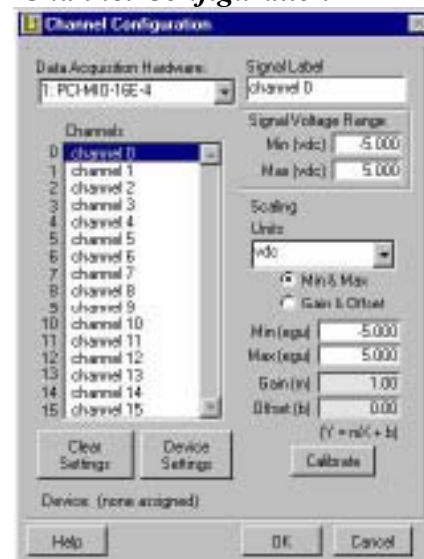 Channel Configuration
Data Acquisition Hardware:
1: PCI-MIO-16E-4
Channels
0 channel 0
1 channel 1
2 channel 2
3 channel 3
4 channel 4
5 channel 5
6 channel 6
7 channel 7
8 channel 8
9 channel 9
10 channel 10
11 channel 11
12 channel 12
13 channel 13
14 channel 14
15 channel 15
Clear Settings
Device Settings
Device: (none assigned)
Signal Label
channel 0
Signal Voltage Range
Min (vdc) -5.000
Max (vdc) 5.000
Scaling
Units
vdc
Min & Max
Gain & Offset
Min (egu) -5.000
Max (egu) 5.000
Gain (m) 1.00
Offset (b) 0.00
(Y = mX + b)
Calibrate
Help
OK
Cancel